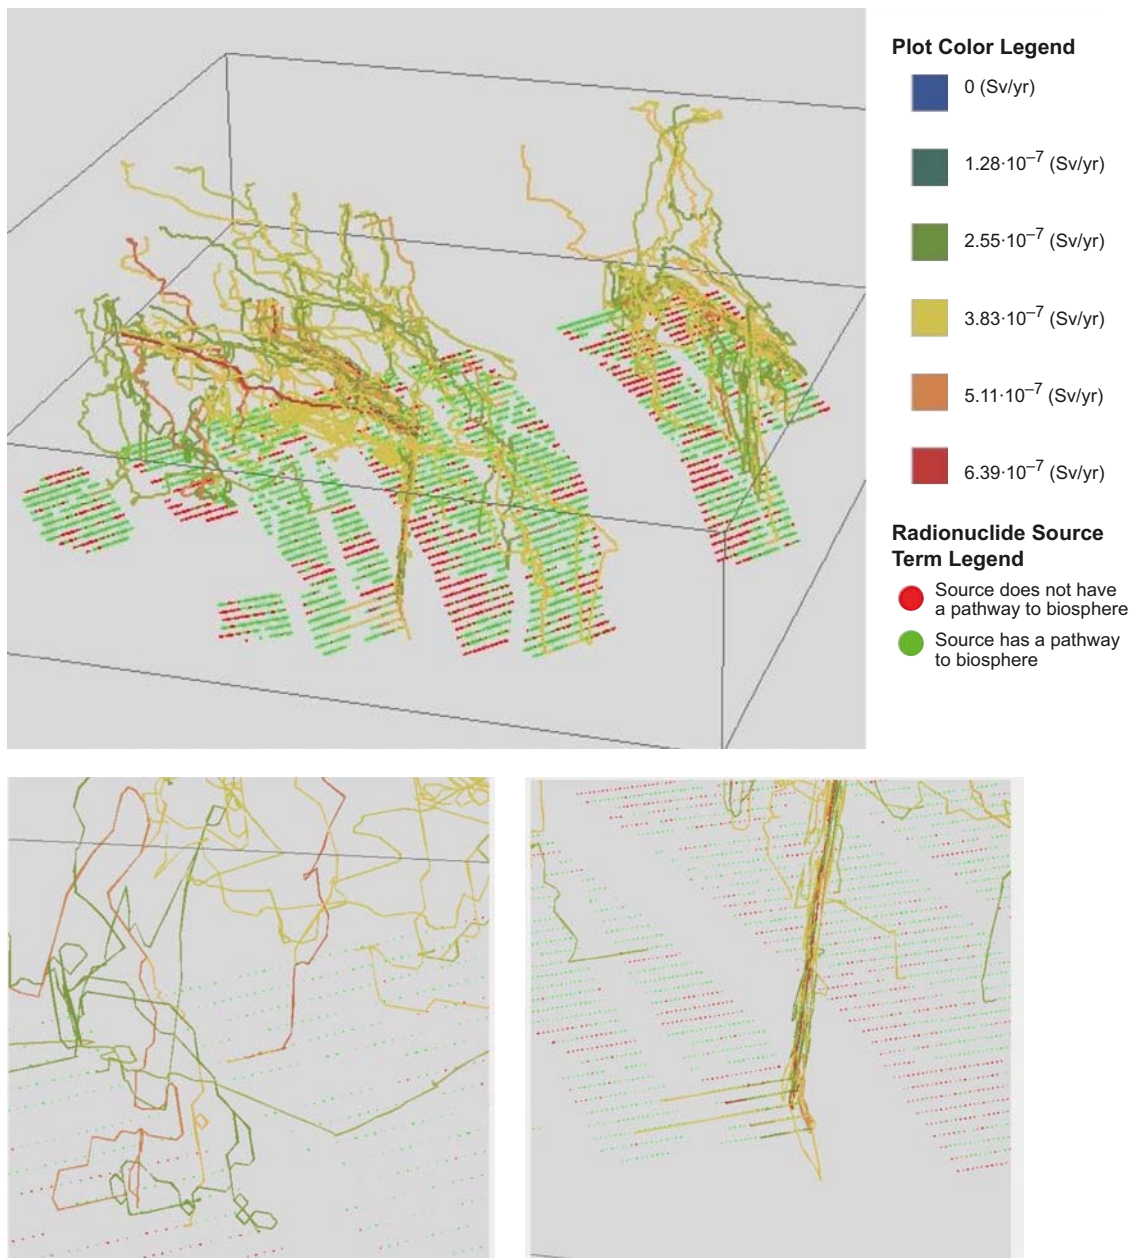 Plot Color Legend
0 (Sv/yr)
1.28·10⁻⁷ (Sv/yr)
2.55·10⁻⁷ (Sv/yr)
3.83·10⁻⁷ (Sv/yr)
5.11·10⁻⁷ (Sv/yr)
6.39·10⁻⁷ (Sv/yr)
Radionuclide Source
Term Legend
Source does not have
a pathway to biosphere
Source has a pathway
to biosphere